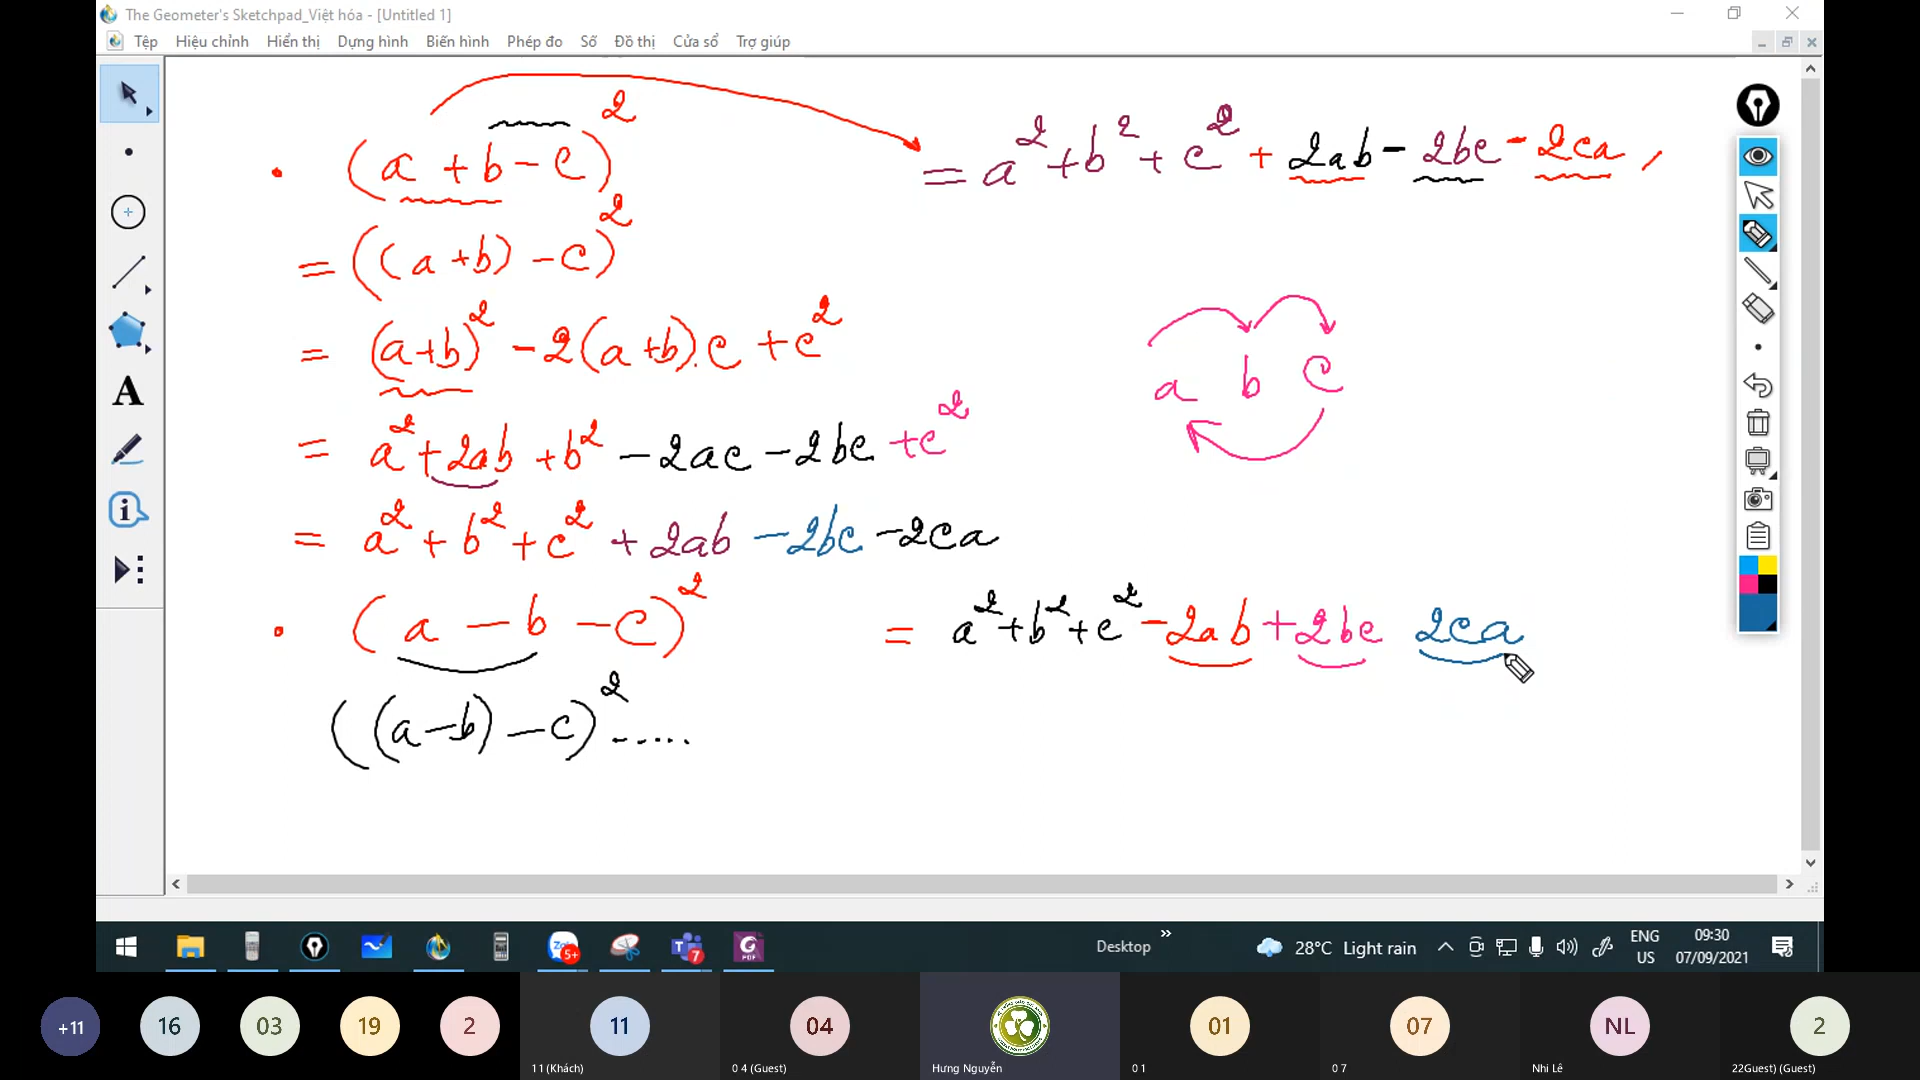 The Geometer's Sketchpad_Việt hóa - [Untitled 1]
Tệp Hiệu chỉnh Hiển thị Dựng hình Biến hình Phép đo Số Đồ thị Cửa sổ Trợ giúp
(a + b - c)² = a² + b² + c² + 2ab - 2bc - 2ca
= ((a + b) - c)²
= (a+b)² - 2(a+b).c + c²
a b c
= a² + 2ab + b² - 2ac - 2bc + c²
= a² + b² + c² + 2ab - 2bc - 2ca
(a - b - c)² = a² + b² + c² - 2ab + 2bc 2ca
((a - b) - c)² .....
A
Desktop 28°C Light rain ENG US 09:30 07/09/2021
5+
7
PDF
+11 16 03 19 2 11 04 01 07 NL 2
11 (Khách) 0 4 (Guest) Hưng Nguyễn 0 1 0 7 Nhi Lê 22Guest) (Guest)